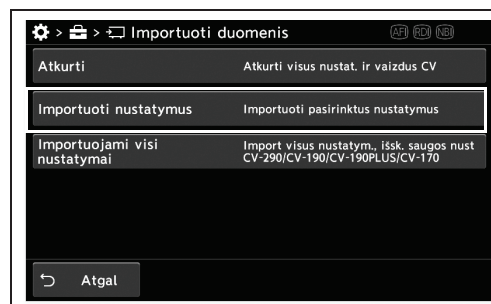 > > Importuoti duomenis AFI RDI NBI
Atkurti Atkurti visus nustat. ir vaizdus CV
Importuoti nustatymus Importuoti pasirinktus nustatymus
Importuojami visi Import visus nustatym., išsk. saugos nust
nustatymai CV-290/CV-190/CV-190PLUS/CV-170
Atgal